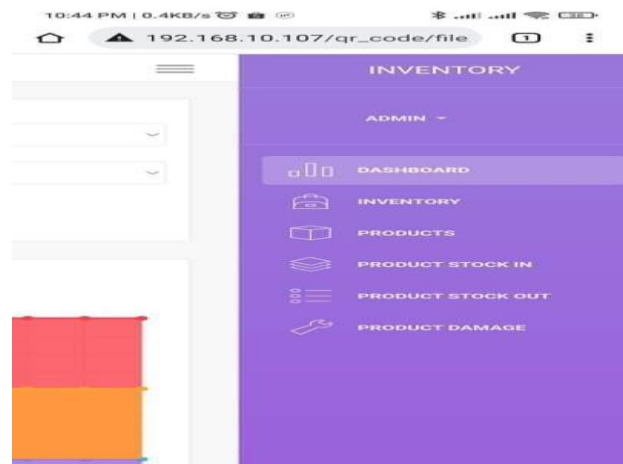 10:44 PM | 0.4KB/s
192.168.10.107/qr_code/file
1
INVENTORY
ADMIN
DASHBOARD
INVENTORY
PRODUCTS
PRODUCT STOCK IN
PRODUCT STOCK OUT
PRODUCT DAMAGE